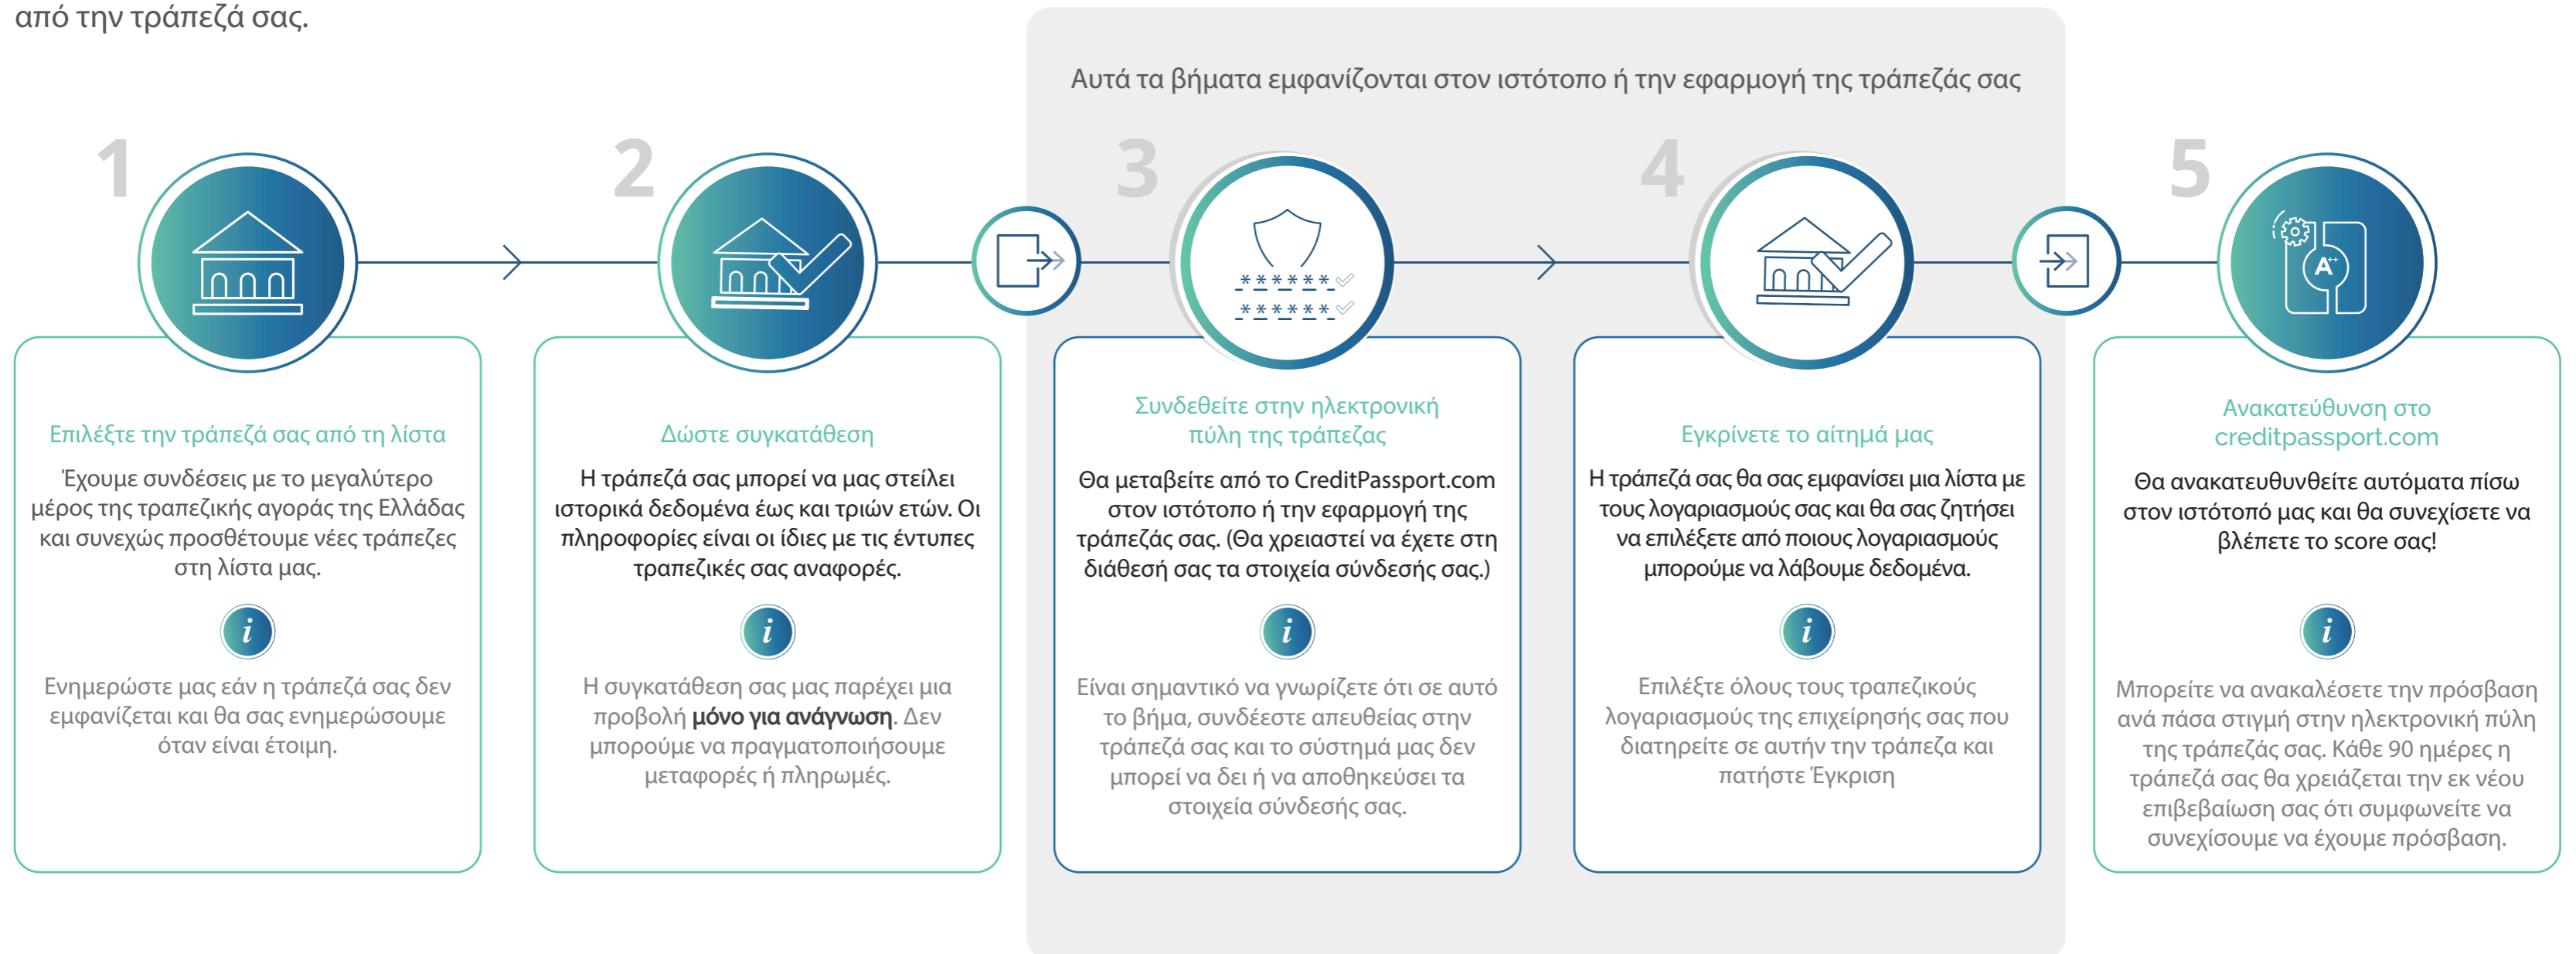 από την τράπεζά σας.
Αυτά τα βήματα εμφανίζονται στον ιστότοπο ή την εφαρμογή της τράπεζάς σας
1
Επιλέξτε την τράπεζά σας από τη λίστα
Έχουμε συνδέσεις με το μεγαλύτερο
μέρος της τραπεζικής αγοράς της Ελλάδας
και συνεχώς προσθέτουμε νέες τράπεζες
στη λίστα μας.
i
Ενημερώστε μας εάν η τράπεζά σας δεν
εμφανίζεται και θα σας ενημερώσουμε
όταν είναι έτοιμη.
2
Δώστε συγκατάθεση
Η τράπεζά σας μπορεί να μας στείλει
ιστορικά δεδομένα έως και τριών ετών. Οι
πληροφορίες είναι οι ίδιες με τις έντυπες
τραπεζικές σας αναφορές.
i
Η συγκατάθεση σας μας παρέχει μια
προβολή μόνο για ανάγνωση. Δεν
μπορούμε να πραγματοποιήσουμε
μεταφορές ή πληρωμές.
3
******
******
Συνδεθείτε στην ηλεκτρονική
πύλη της τράπεζας
Θα μεταβείτε από το CreditPassport.com
στον ιστότοπο ή την εφαρμογή της
τράπεζάς σας. (Θα χρειαστεί να έχετε στη
διάθεσή σας τα στοιχεία σύνδεσής σας.)
i
Είναι σημαντικό να γνωρίζετε ότι σε αυτό
το βήμα, συνδέεστε απευθείας στην
τράπεζά σας και το σύστημά μας δεν
μπορεί να δει ή να αποθηκεύσει τα
στοιχεία σύνδεσής σας.
4
Εγκρίνετε το αίτημά μας
Η τράπεζά σας θα σας εμφανίσει μια λίστα με
τους λογαριασμούς σας και θα σας ζητήσει
να επιλέξετε από ποιους λογαριασμούς
μπορούμε να λάβουμε δεδομένα.
i
Επιλέξτε όλους τους τραπεζικούς
λογαριασμούς της επιχείρησής σας που
διατηρείτε σε αυτήν την τράπεζα και
πατήστε Έγκριση
5
A++
Ανακατεύθυνση στο
creditpassport.com
Θα ανακατευθυνθείτε αυτόματα πίσω
στον ιστότοπό μας και θα συνεχίσετε να
βλέπετε το score σας!
i
Μπορείτε να ανακαλέσετε την πρόσβαση
ανά πάσα στιγμή στην ηλεκτρονική πύλη
της τράπεζάς σας. Κάθε 90 ημέρες η
τράπεζά σας θα χρειάζεται την εκ νέου
επιβεβαίωση σας ότι συμφωνείτε να
συνεχίσουμε να έχουμε πρόσβαση.